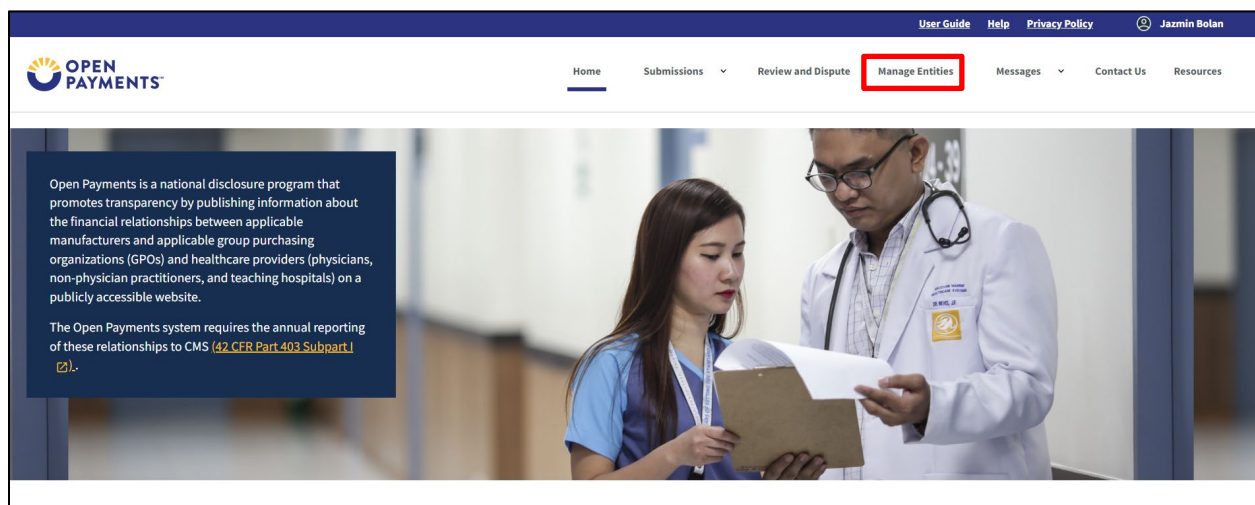 User Guide Help Privacy Policy Jazmin Bolan
OPEN
PAYMENTS
Home Submissions Review and Dispute Manage Entities Messages Contact Us Resources
Open Payments is a national disclosure program that
promotes transparency by publishing information about
the financial relationships between applicable
manufacturers and applicable group purchasing
organizations (GPOs) and healthcare providers (physicians,
non-physician practitioners, and teaching hospitals) on a
publicly accessible website.
The Open Payments system requires the annual reporting
of these relationships to CMS (42 CFR Part 403 Subpart I
).